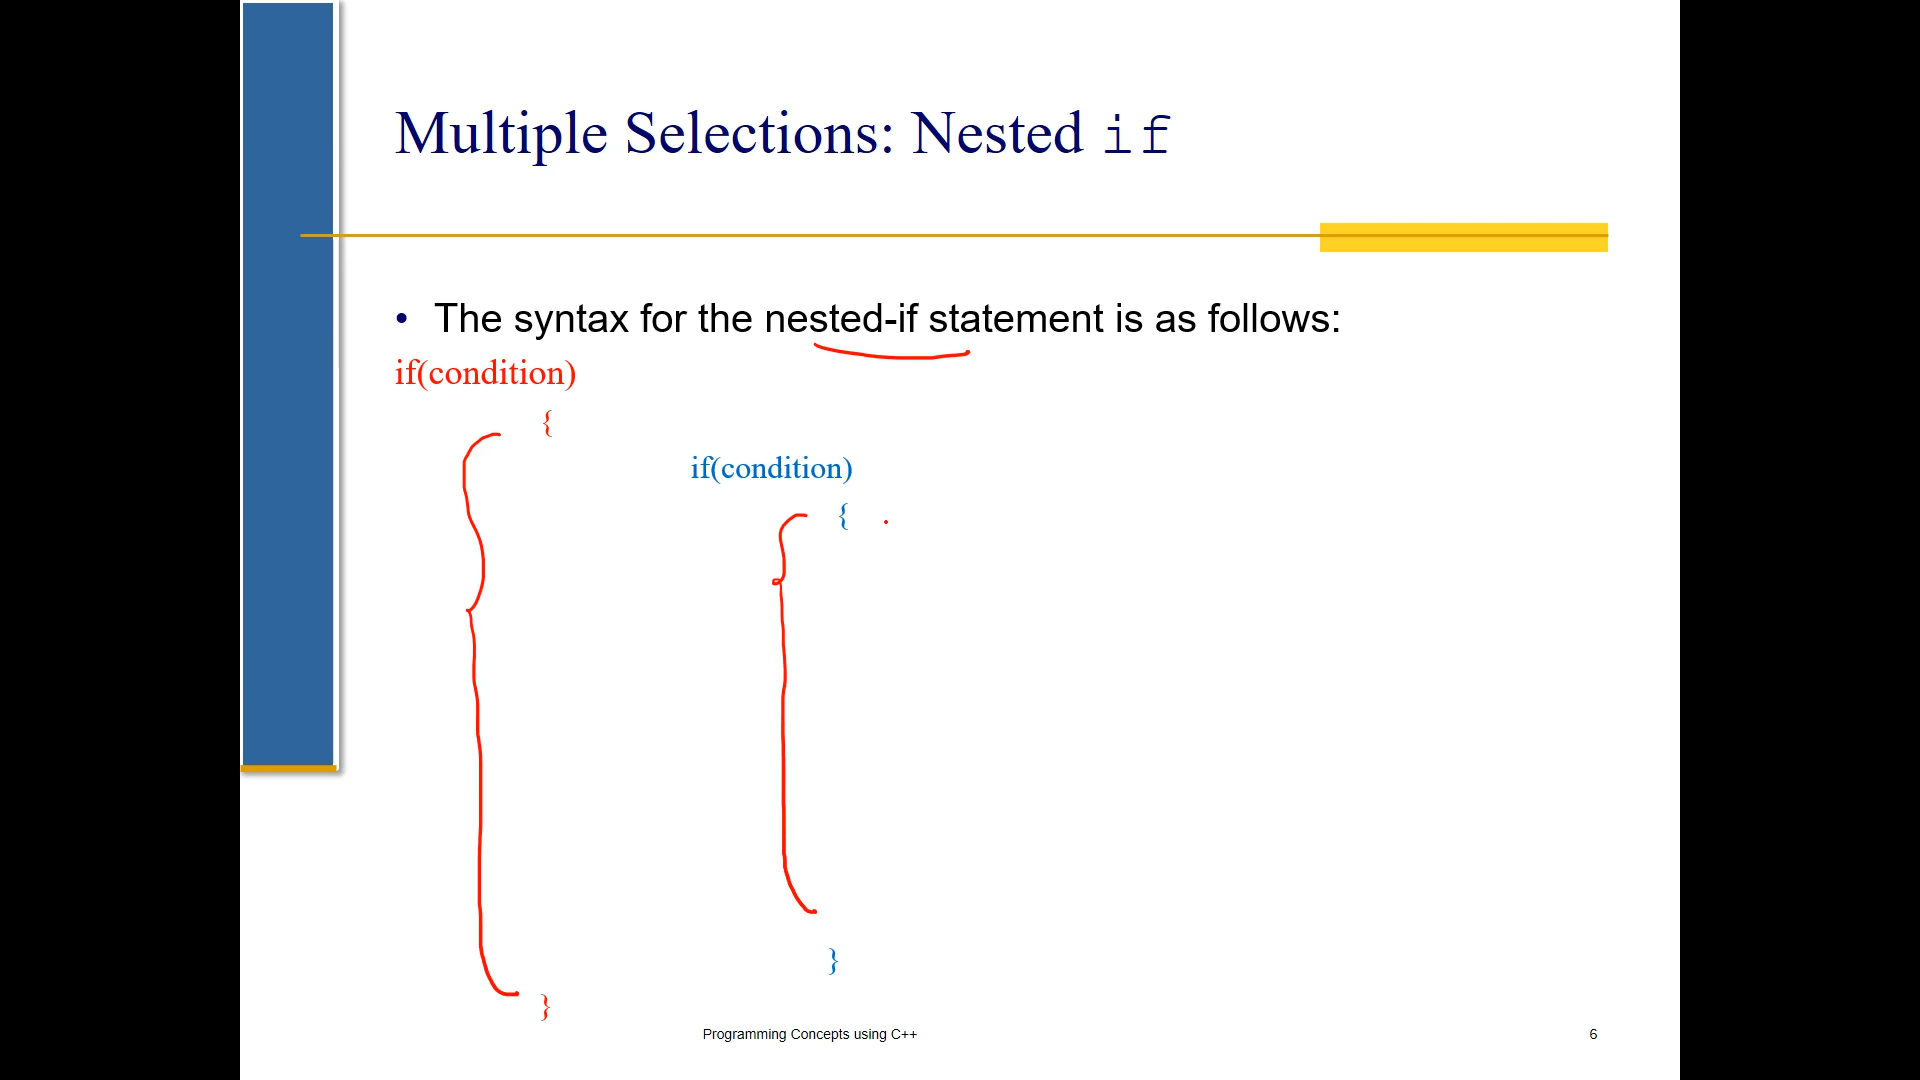 Multiple Selections: Nested if
• The syntax for the nested-if statement is as follows:
if(condition)
{
if(condition)
{
}
}
Programming Concepts using C++
6